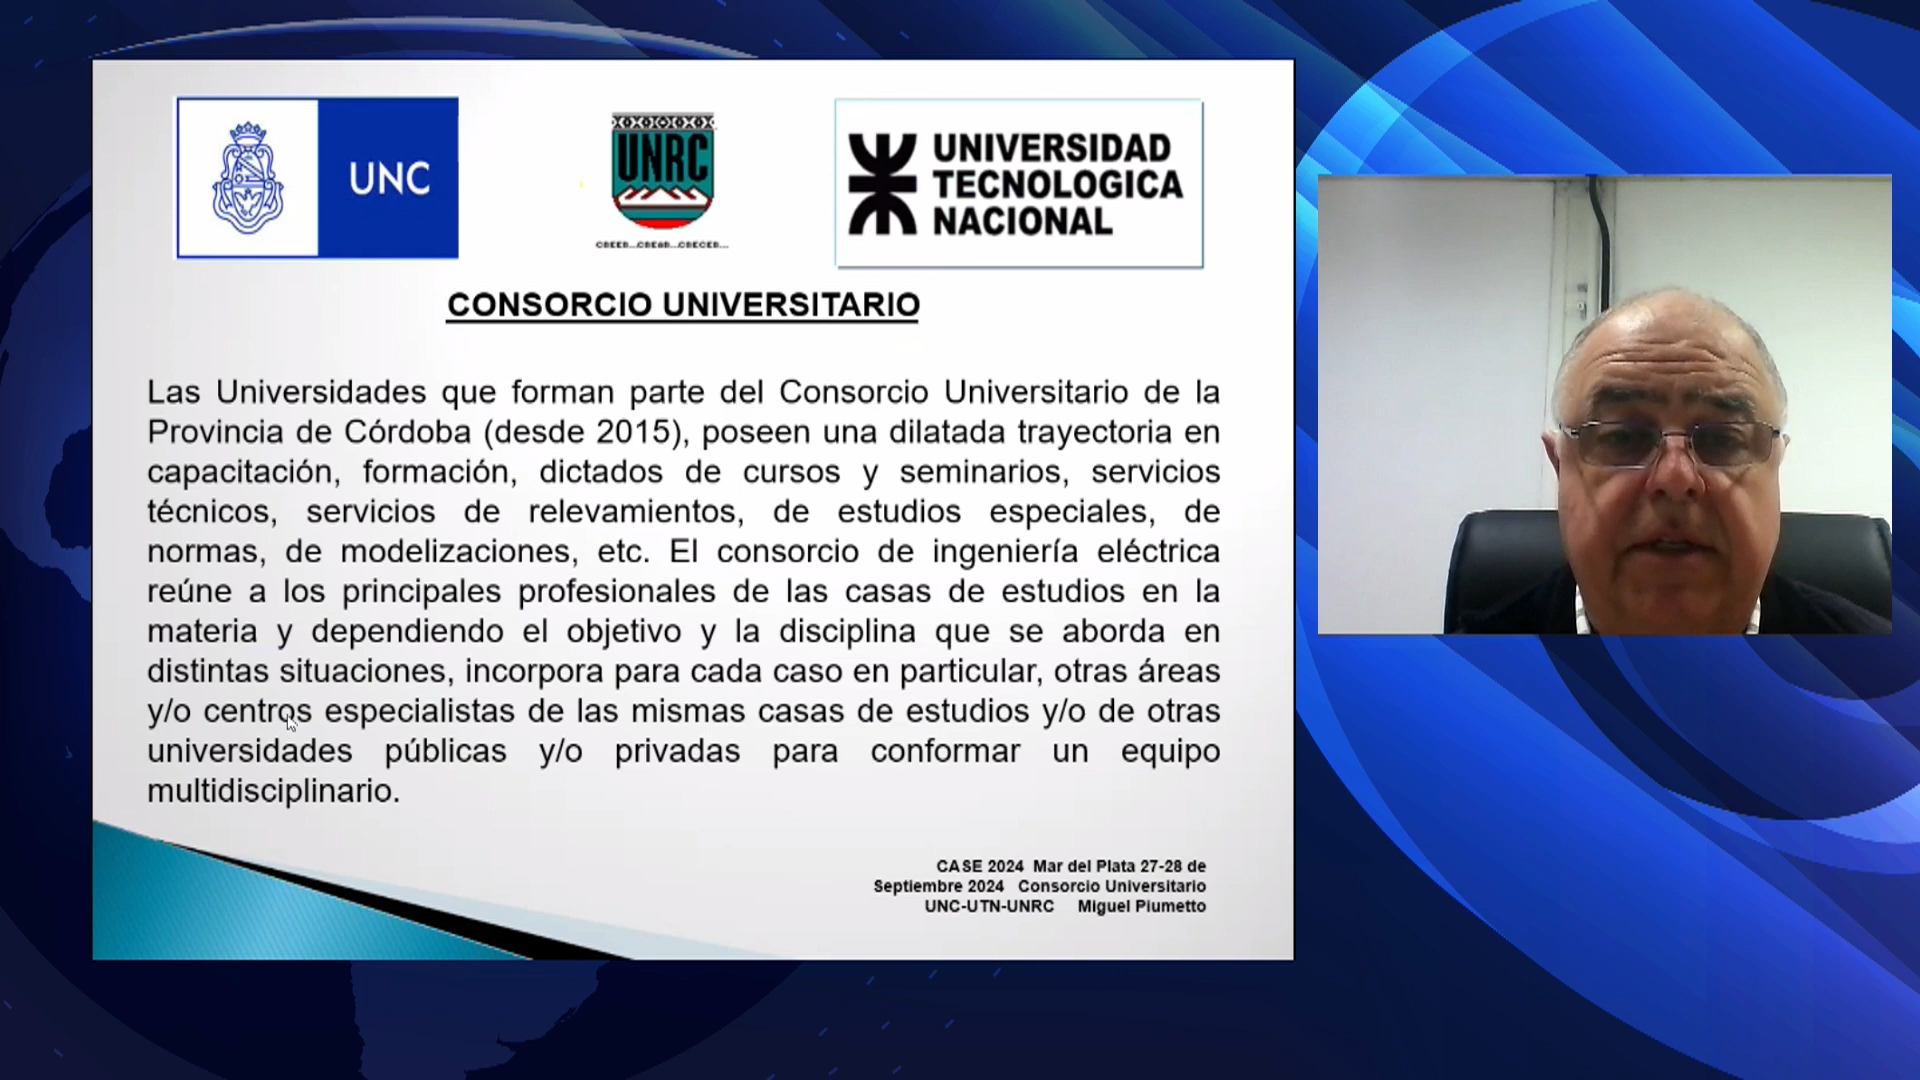 UNC
UNRC
CREER...CREAR...CRECER...
UNIVERSIDAD
TECNOLOGICA
NACIONAL
CONSORCIO UNIVERSITARIO
Las Universidades que forman parte del Consorcio Universitario de la
Provincia de Córdoba (desde 2015), poseen una dilatada trayectoria en
capacitación, formación, dictados de cursos y seminarios, servicios
técnicos, servicios de relevamientos, de estudios especiales, de
normas, de modelizaciones, etc. El consorcio de ingeniería eléctrica
reúne a los principales profesionales de las casas de estudios en la
materia y dependiendo el objetivo y la disciplina que se aborda en
distintas situaciones, incorpora para cada caso en particular, otras áreas
y/o centros especialistas de las mismas casas de estudios y/o de otras
universidades públicas y/o privadas para conformar un equipo
multidisciplinario.
CASE 2024 Mar del Plata 27-28 de
Septiembre 2024 Consorcio Universitario
UNC-UTN-UNRC Miguel Piumetto